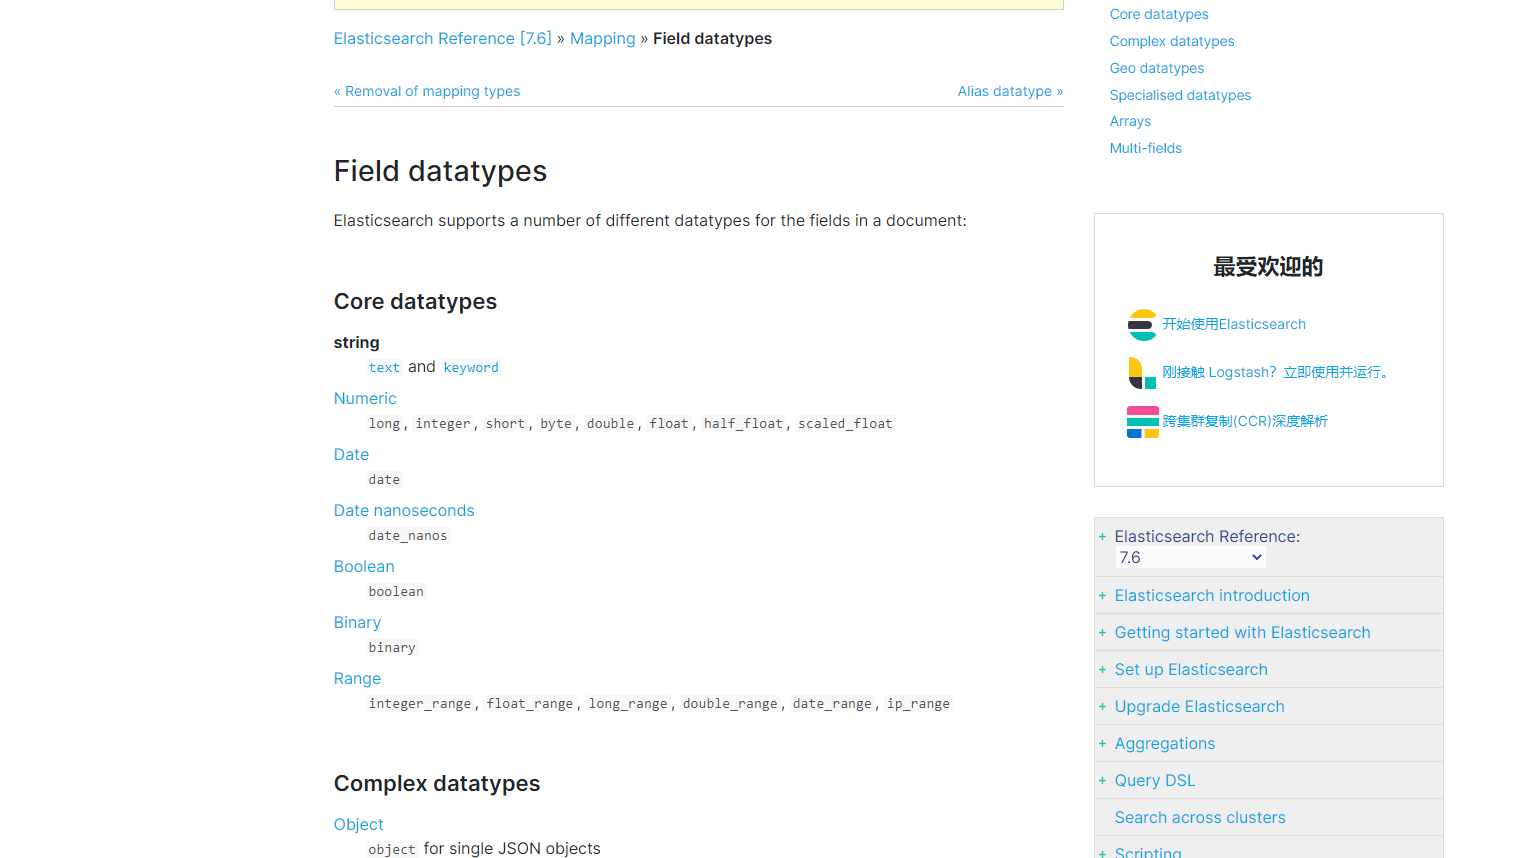 Elasticsearch Reference [7.6] » Mapping » Field datatypes
« Removal of mapping types
Alias datatype »
Field datatypes
Elasticsearch supports a number of different datatypes for the fields in a document:
Core datatypes
string
text and keyword
Numeric
long, integer, short, byte, double, float, half_float, scaled_float
Date
date
Date nanoseconds
date_nanos
Boolean
boolean
Binary
binary
Range
integer_range, float_range, long_range, double_range, date_range, ip_range
Complex datatypes
Object
object for single JSON objects
Core datatypes
Complex datatypes
Geo datatypes
Specialised datatypes
Arrays
Multi-fields
最受欢迎的
开始使用Elasticsearch
刚接触 Logstash？立即使用并运行。
跨集群复制(CCR)深度解析
+ Elasticsearch Reference:
7.6
+ Elasticsearch introduction
+ Getting started with Elasticsearch
+ Set up Elasticsearch
+ Upgrade Elasticsearch
+ Aggregations
+ Query DSL
Search across clusters
+ Scripting